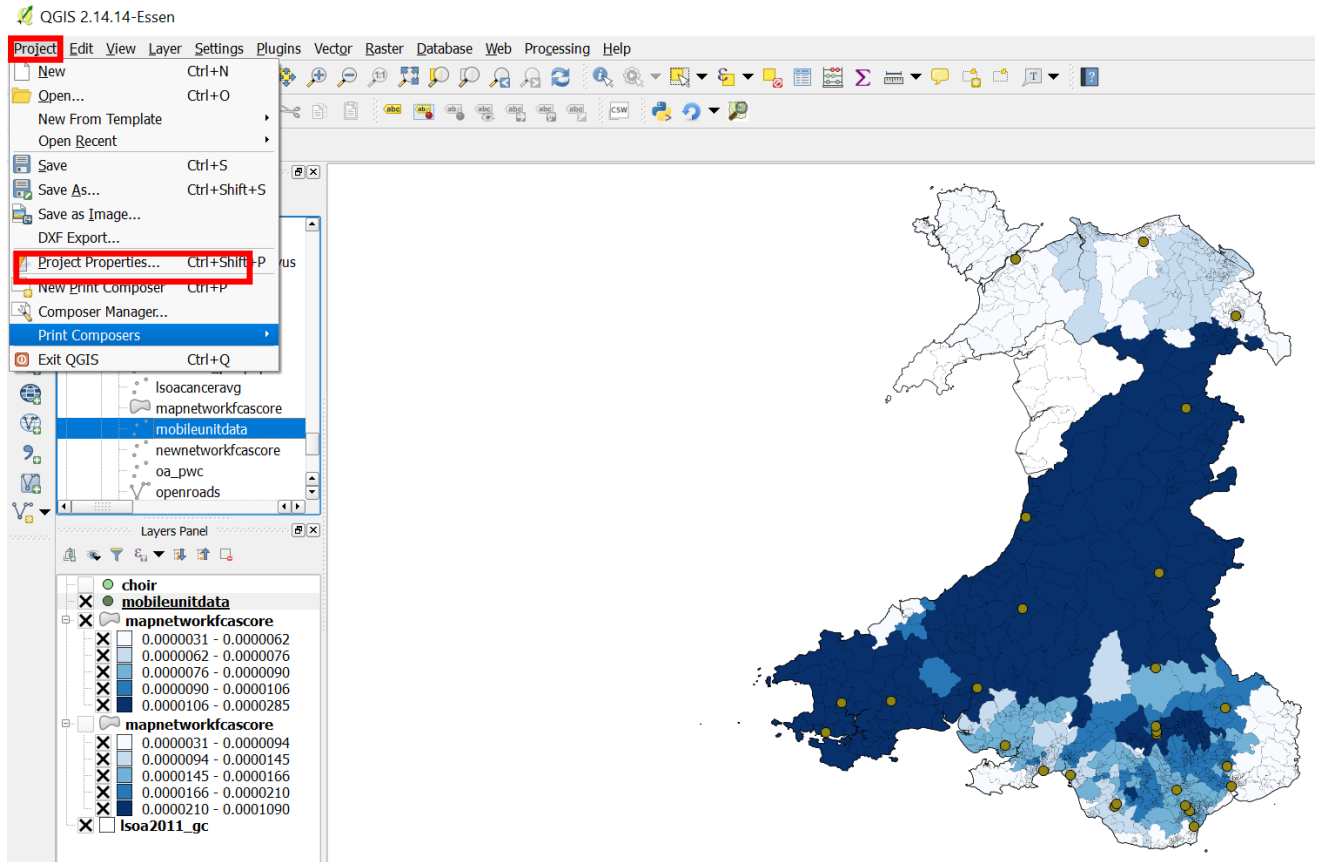 QGIS 2.14.14-Essen
Project Edit View Layer Settings Plugins Vector Raster Database Web Processing Help
New Ctrl+N
Open... Ctrl+O
New From Template
Open Recent
Save Ctrl+S
Save As... Ctrl+Shift+S
Save as Image...
DXF Export...
Project Properties... Ctrl+Shift+P
New Print Composer Ctrl+P
Composer Manager...
Print Composers
Exit QGIS Ctrl+Q
abc
CSW
lsoacanceravg
mapnetworkfcascore
mobileunitdata
newnetworkfcascore
oa_pwc
openroads
Layers Panel
choir
mobileunitdata
mapnetworkfcascore
0.0000031 - 0.0000062
0.0000062 - 0.0000076
0.0000076 - 0.0000090
0.0000090 - 0.0000106
0.0000106 - 0.0000285
mapnetworkfcascore
0.0000031 - 0.0000094
0.0000094 - 0.0000145
0.0000145 - 0.0000166
0.0000166 - 0.0000210
0.0000210 - 0.0001090
lsoa2011_gc